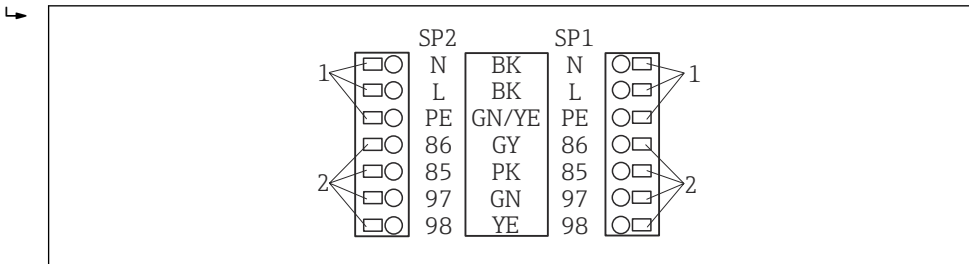 SP2 SP1
1 N BK N 1
L BK L
PE GN/YE PE
86 GY 86
2 85 PK 85 2
97 GN 97
98 YE 98